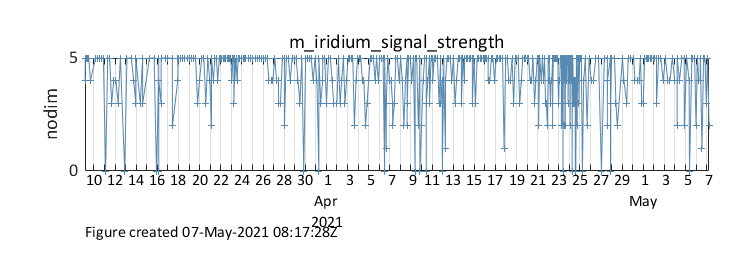 m_iridium_signal_strength
5
nodim
0
10 12 14 16 18 20 22 24 26 28 30 1 3 5 7 9 11 13 15 17 19 21 23 25 27 29 1 3 5 7
Apr May
2021
Figure created 07-May-2021 08:17:28Z